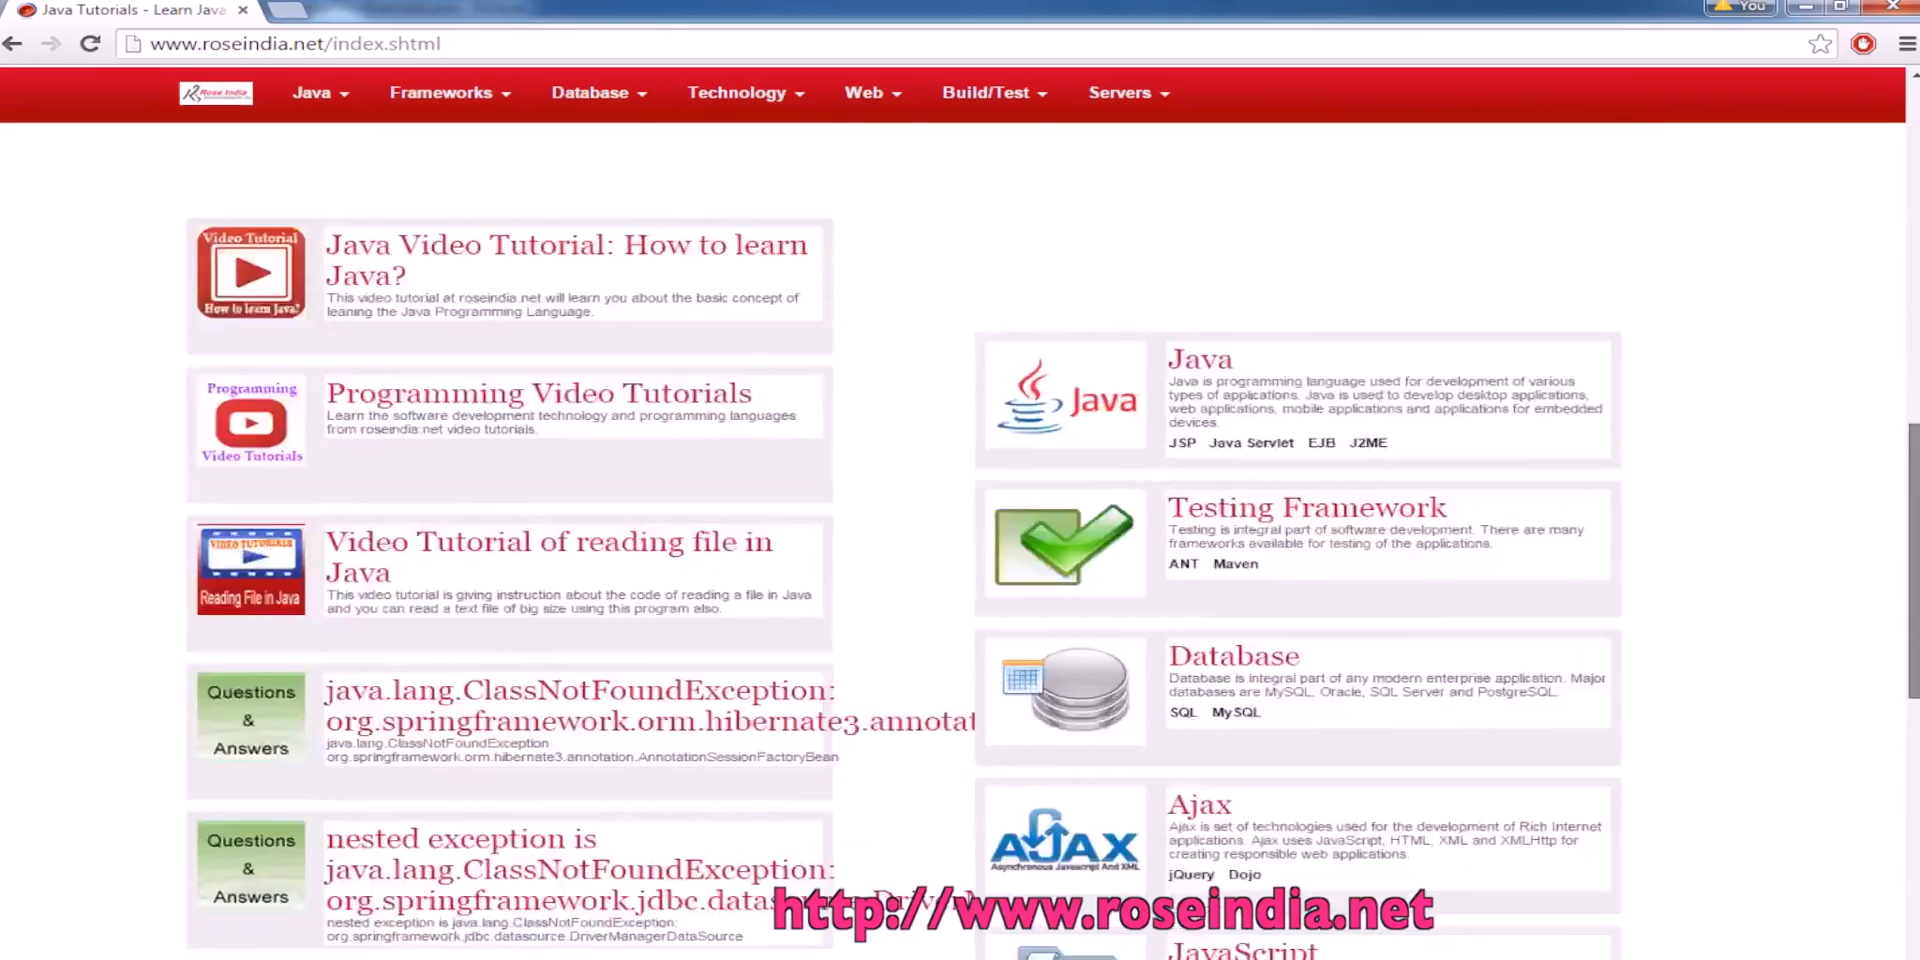 Java Tutorials - Learn Java
You
www.roseindia.net/index.shtml
Rose India
Java
Frameworks
Database
Technology
Web
Build/Test
Servers
Video Tutorial
How to learn Java?
Java Video Tutorial: How to learn
Java?
This video tutorial at roseindia.net will learn you about the basic concept of
leaning the Java Programming Language.
Programming
Video Tutorials
Programming Video Tutorials
Learn the software development technology and programming languages
from roseindia.net video tutorials.
VIDEO TUTORIALS
Reading File in Java
Video Tutorial of reading file in
Java
This video tutorial is giving instruction about the code of reading a file in Java
and you can read a text file of big size using this program also.
Questions
&
Answers
java.lang.ClassNotFoundException:
org.springframework.orm.hibernate3.annotat
java.lang.ClassNotFoundException:
org.springframework.orm.hibernate3.annotation.AnnotationSessionFactoryBean
Questions
&
Answers
nested exception is
java.lang.ClassNotFoundException:
org.springframework.jdbc.datas
nested exception is java.lang.ClassNotFoundException:
org.springframework.jdbc.datasource.DriverManagerDataSource
Java
Java
Java is programming language used for development of various
types of applications. Java is used to develop desktop applications,
web applications, mobile applications and applications for embedded
devices.
JSP Java Servlet EJB J2ME
Testing Framework
Testing is integral part of software development. There are many
frameworks available for testing of the applications.
ANT Maven
Database
Database is integral part of any modern enterprise application. Major
databases are MySQL, Oracle, SQL Server and PostgreSQL.
SQL MySQL
AJAX
Asynchronous Javascript And XML
Ajax
Ajax is set of technologies used for the development of Rich Internet
applications. Ajax uses JavaScript, HTML, XML and XMLHttp for
creating responsive web applications.
jQuery Dojo
JavaScript
http://www.roseindia.net